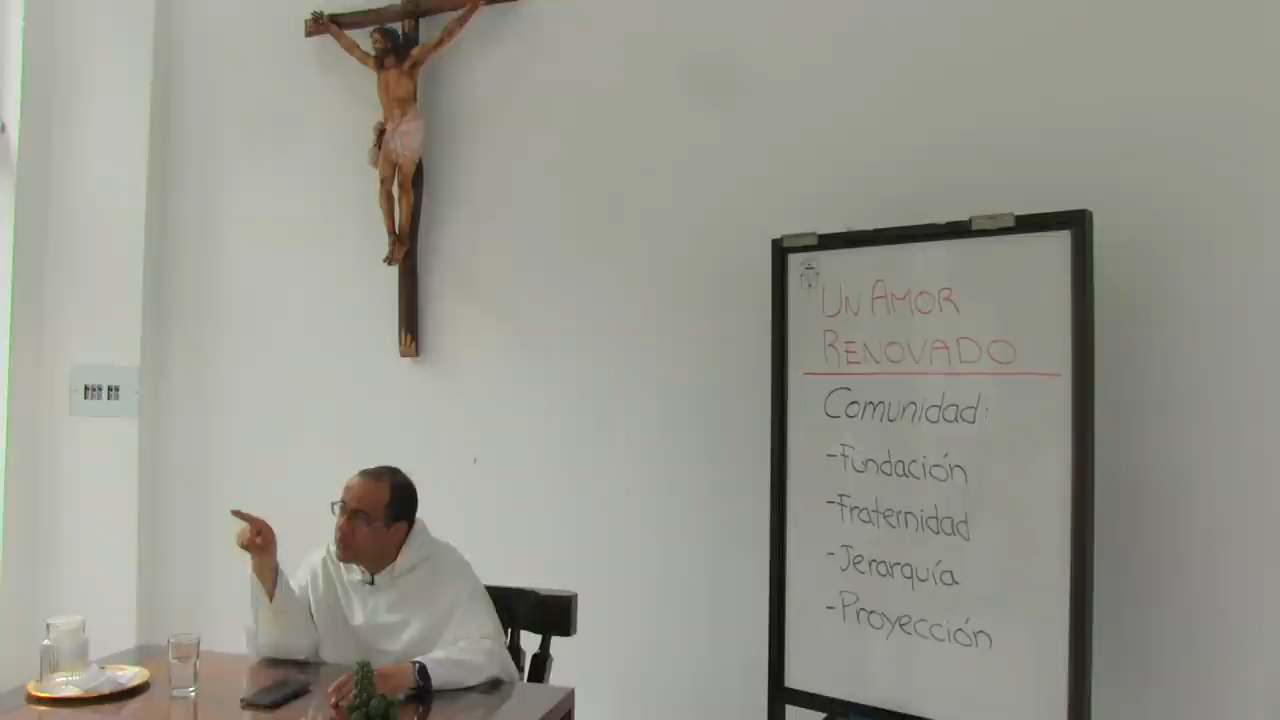 UN AMOR
RENOVADO
Comunidad:
-Fundación
-Fraternidad
-Jerarquía
-Proyección